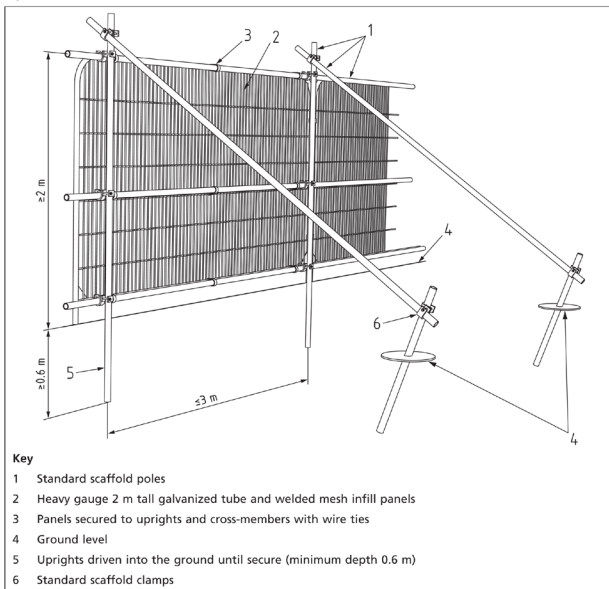 3
2
1
≥2 m
4
6
≥0.6 m
5
≤3 m
4
Key
1 Standard scaffold poles
2 Heavy gauge 2 m tall galvanized tube and welded mesh infill panels
3 Panels secured to uprights and cross-members with wire ties
4 Ground level
5 Uprights driven into the ground until secure (minimum depth 0.6 m)
6 Standard scaffold clamps